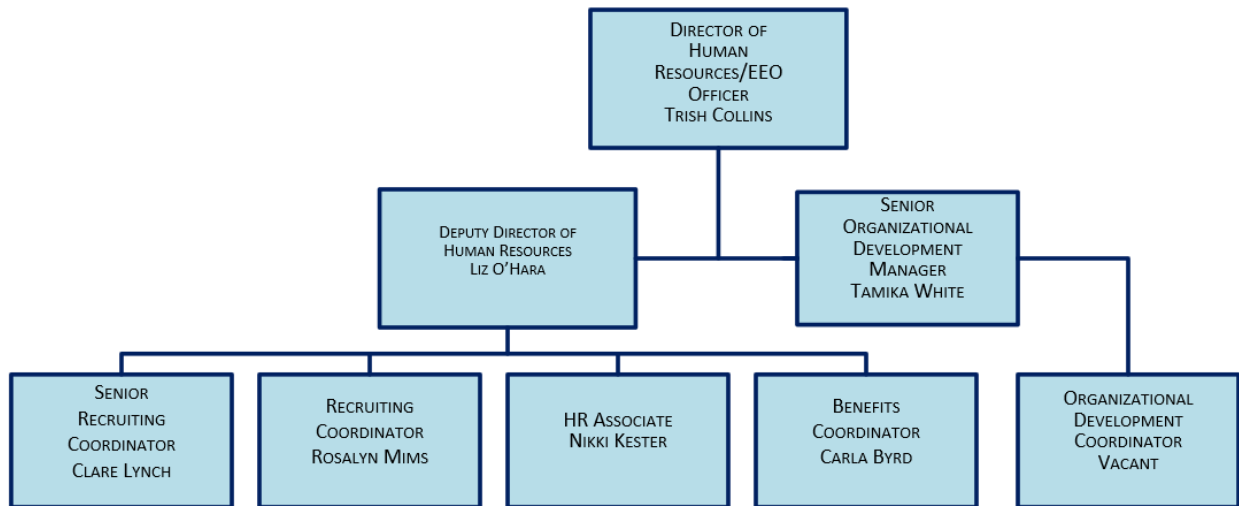 Director of
Human
Resources/EEO
Officer
Trish Collins
Deputy Director of
Human Resources
Liz O’Hara
Senior
Organizational
Development
Manager
Tamika White
Senior
Recruiting
Coordinator
Clare Lynch
Recruiting
Coordinator
Rosalyn Mims
HR Associate
Nikki Kester
Benefits
Coordinator
Carla Byrd
Organizational
Development
Coordinator
Vacant